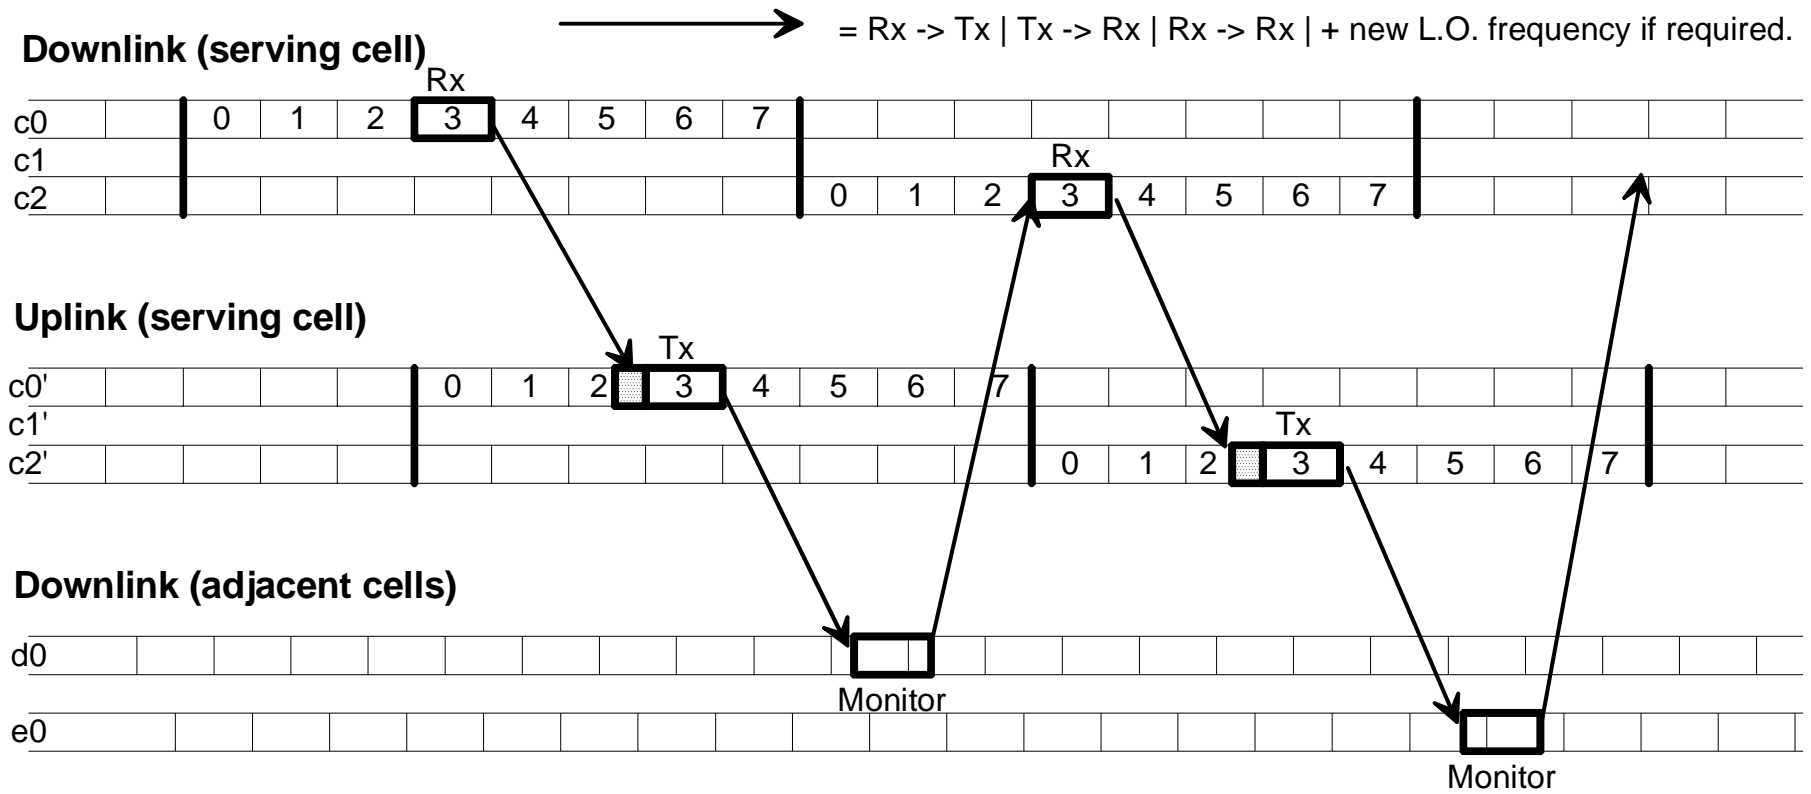 = Rx -> Tx | Tx -> Rx | Rx -> Rx | + new L.O. frequency if required.
Downlink (serving cell)
Rx
c0 0 1 2 3 4 5 6 7
c1 Rx
c2 0 1 2 3 4 5 6 7
Uplink (serving cell)
Tx
c0' 0 1 2 3 4 5 6 7
c1' Tx
c2' 0 1 2 3 4 5 6 7
Downlink (adjacent cells)
d0
Monitor
e0
Monitor